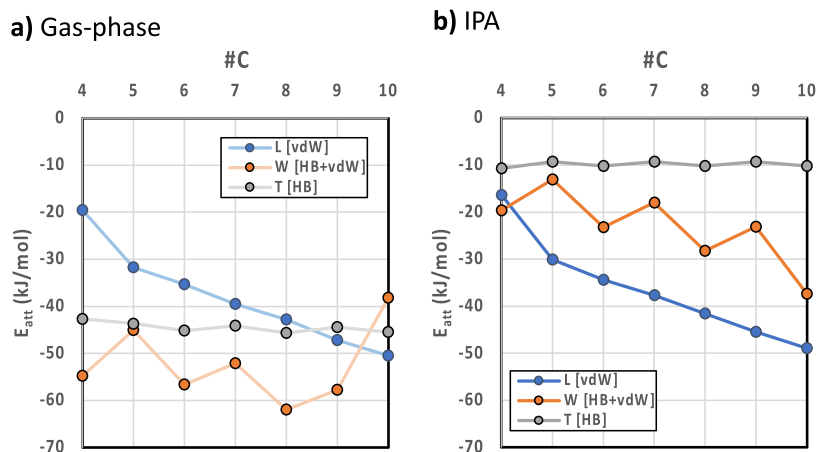 a) Gas-phase
#C
4 5 6 7 8 9 10
0
-10
-20
-30
-40
-50
-60
-70
E_att (kJ/mol)
L [vdW]
W [HB+vdW]
T [HB]
b) IPA
#C
4 5 6 7 8 9 10
0
-10
-20
-30
-40
-50
-60
-70
E_att (kJ/mol)
L [vdW]
W [HB+vdW]
T [HB]